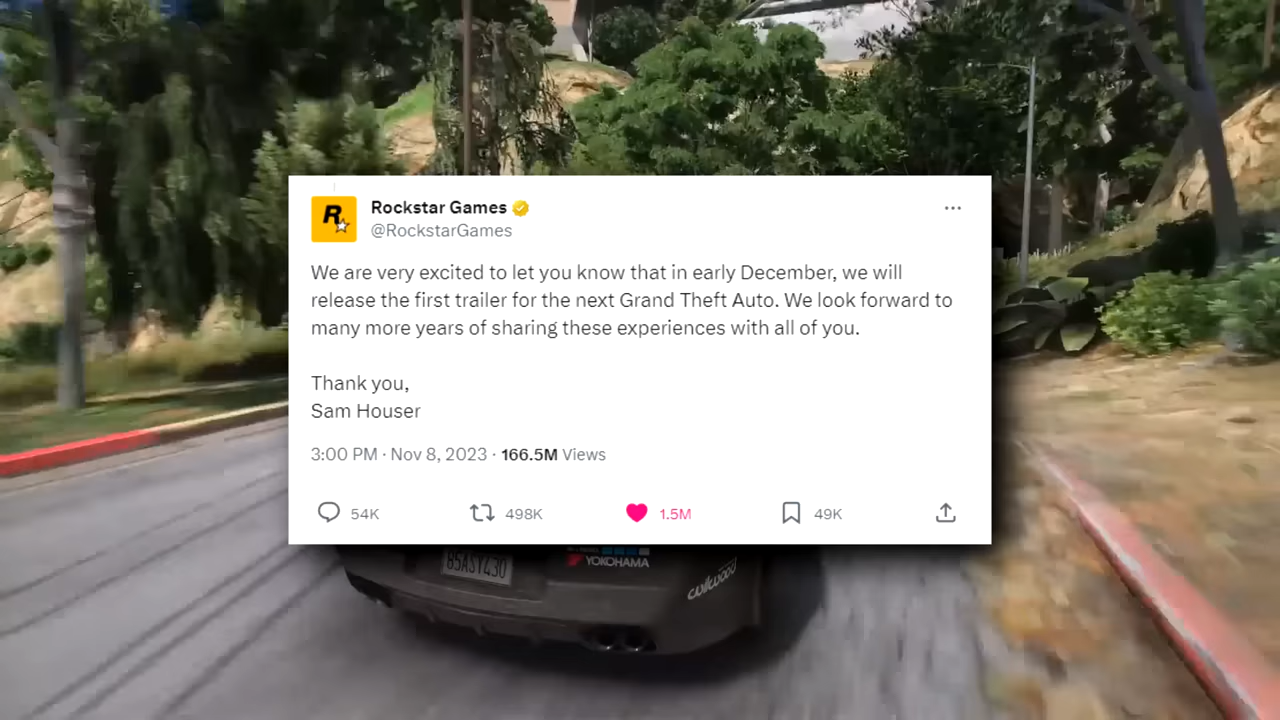 R
Rockstar Games
@RockstarGames
We are very excited to let you know that in early December, we will
release the first trailer for the next Grand Theft Auto. We look forward to
many more years of sharing these experiences with all of you.
Thank you,
Sam Houser
3:00 PM · Nov 8, 2023 · 166.5M Views
54K 498K 1.5M 49K
85ASY430
YOKOHAMA
wilwood